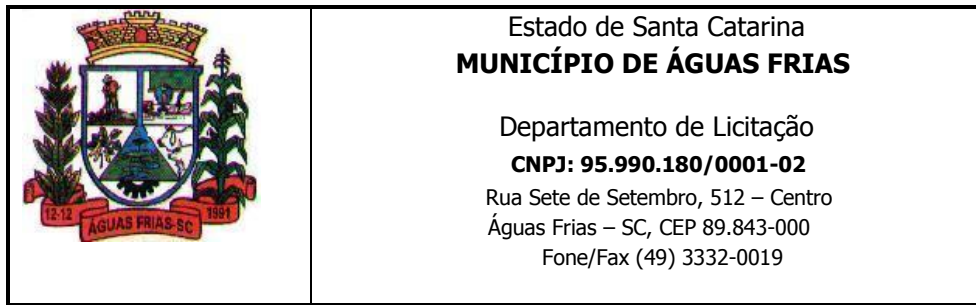 12-12
ÁGUAS FRIAS-SC
1991
Estado de Santa Catarina
MUNICÍPIO DE ÁGUAS FRIAS
Departamento de Licitação
CNPJ: 95.990.180/0001-02
Rua Sete de Setembro, 512 – Centro
Águas Frias – SC, CEP 89.843-000
Fone/Fax (49) 3332-0019